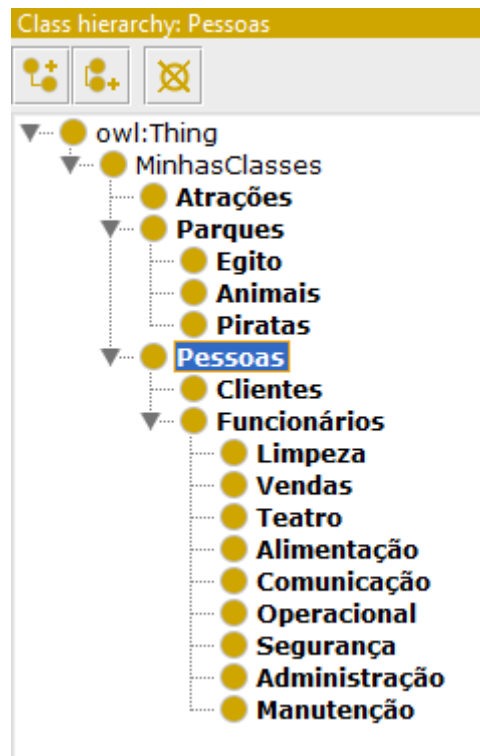 Class hierarchy: Pessoas
owl:Thing
MinhasClasses
Atrações
Parques
Egito
Animais
Piratas
Pessoas
Clientes
Funcionários
Limpeza
Vendas
Teatro
Alimentação
Comunicação
Operacional
Segurança
Administração
Manutenção